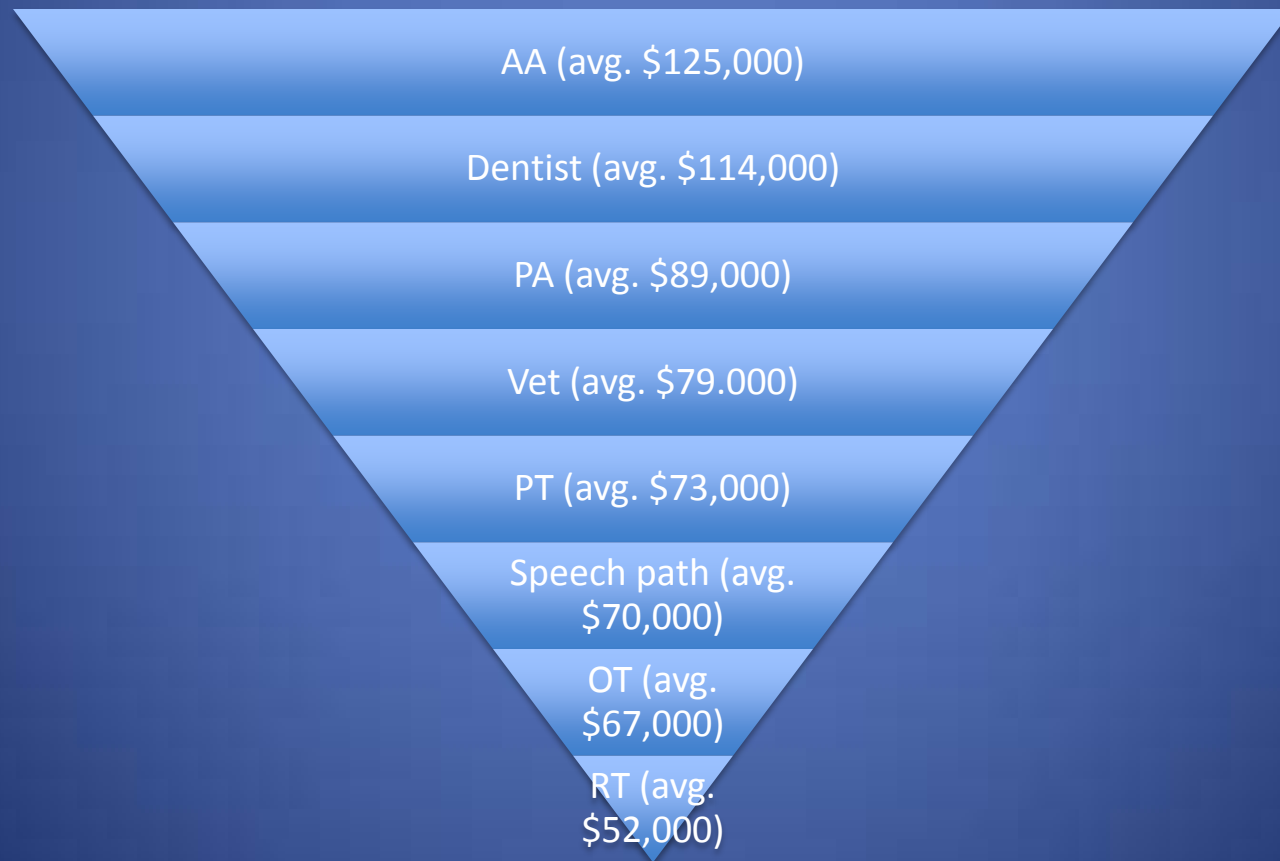 AA (avg. $125,000)
Dentist (avg. $114,000)
PA (avg. $89,000)
Vet (avg. $79.000)
PT (avg. $73,000)
Speech path (avg.
$70,000)
OT (avg.
$67,000)
RT (avg.
$52,000)